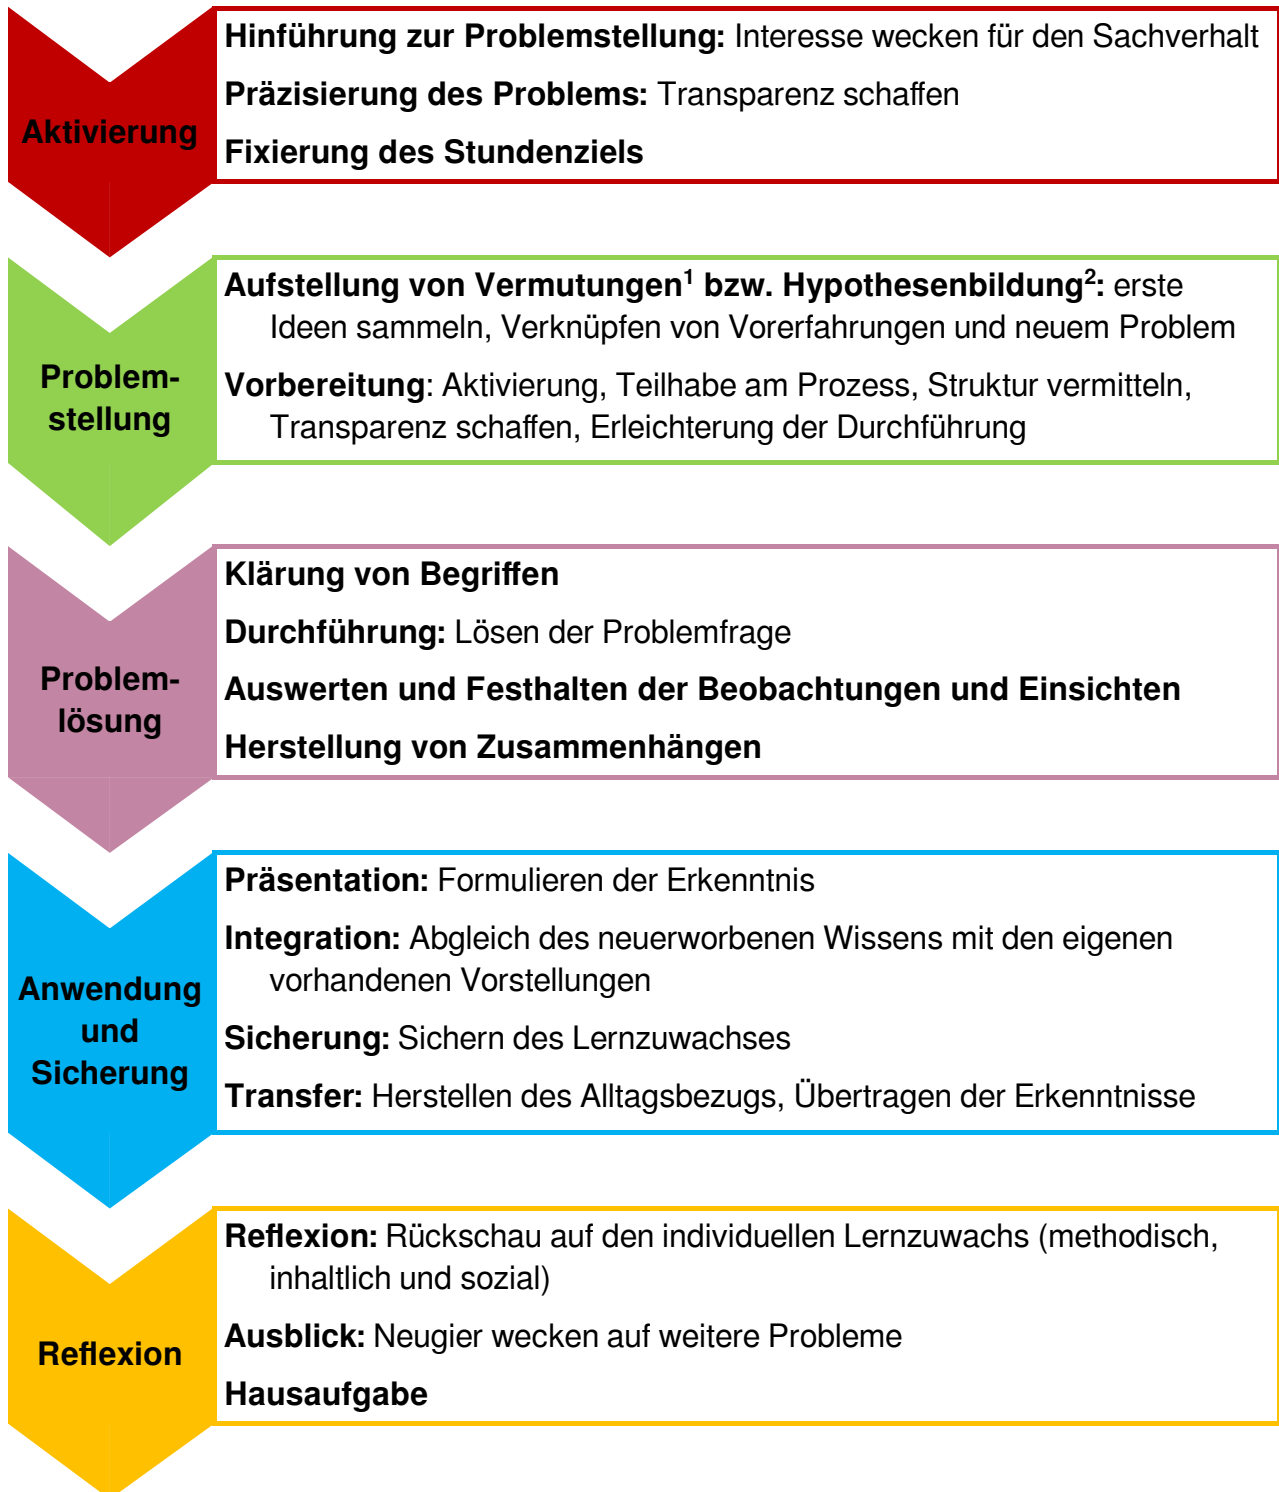 Aktivierung
Hinführung zur Problemstellung: Interesse wecken für den Sachverhalt
Präzisierung des Problems: Transparenz schaffen
Fixierung des Stundenziels
Problem-
stellung
Aufstellung von Vermutungen¹ bzw. Hypothesenbildung²: erste
Ideen sammeln, Verknüpfen von Vorerfahrungen und neuem Problem
Vorbereitung: Aktivierung, Teilhabe am Prozess, Struktur vermitteln,
Transparenz schaffen, Erleichterung der Durchführung
Problem-
lösung
Klärung von Begriffen
Durchführung: Lösen der Problemfrage
Auswerten und Festhalten der Beobachtungen und Einsichten
Herstellung von Zusammenhängen
Anwendung
und
Sicherung
Präsentation: Formulieren der Erkenntnis
Integration: Abgleich des neuerworbenen Wissens mit den eigenen
vorhandenen Vorstellungen
Sicherung: Sichern des Lernzuwachses
Transfer: Herstellen des Alltagsbezugs, Übertragen der Erkenntnisse
Reflexion
Reflexion: Rückschau auf den individuellen Lernzuwachs (methodisch,
inhaltlich und sozial)
Ausblick: Neugier wecken auf weitere Probleme
Hausaufgabe